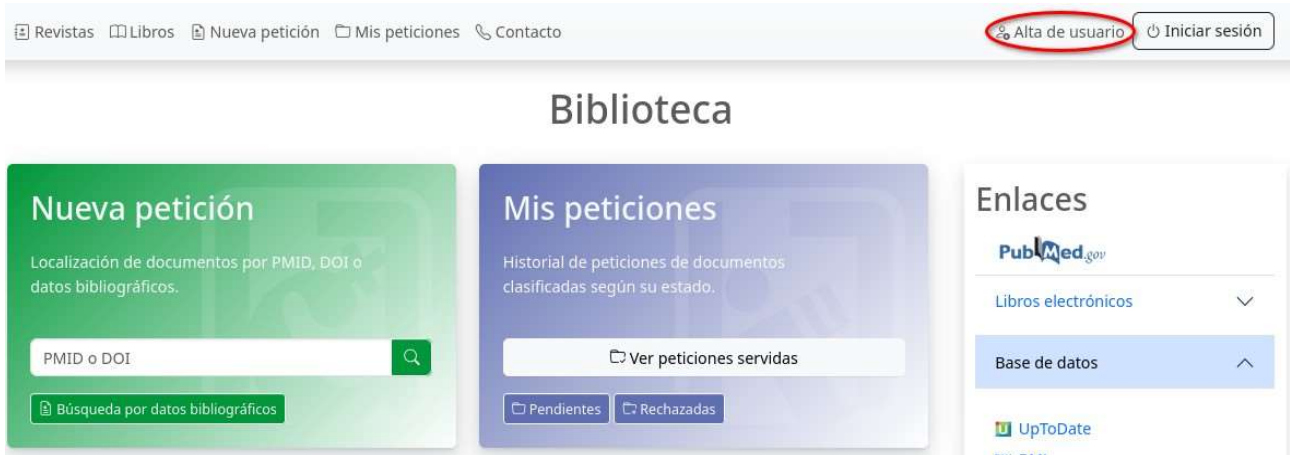 Revistas Libros Nueva petición Mis peticiones Contacto Alta de usuario Iniciar sesión
Biblioteca
Nueva petición
Localización de documentos por PMID, DOI o
datos bibliográficos.
PMID o DOI
Búsqueda por datos bibliográficos
Mis peticiones
Historial de peticiones de documentos
clasificadas según su estado.
Ver peticiones servidas
Pendientes Rechazadas
Enlaces
PubMed.gov
Libros electrónicos
Base de datos
UpToDate